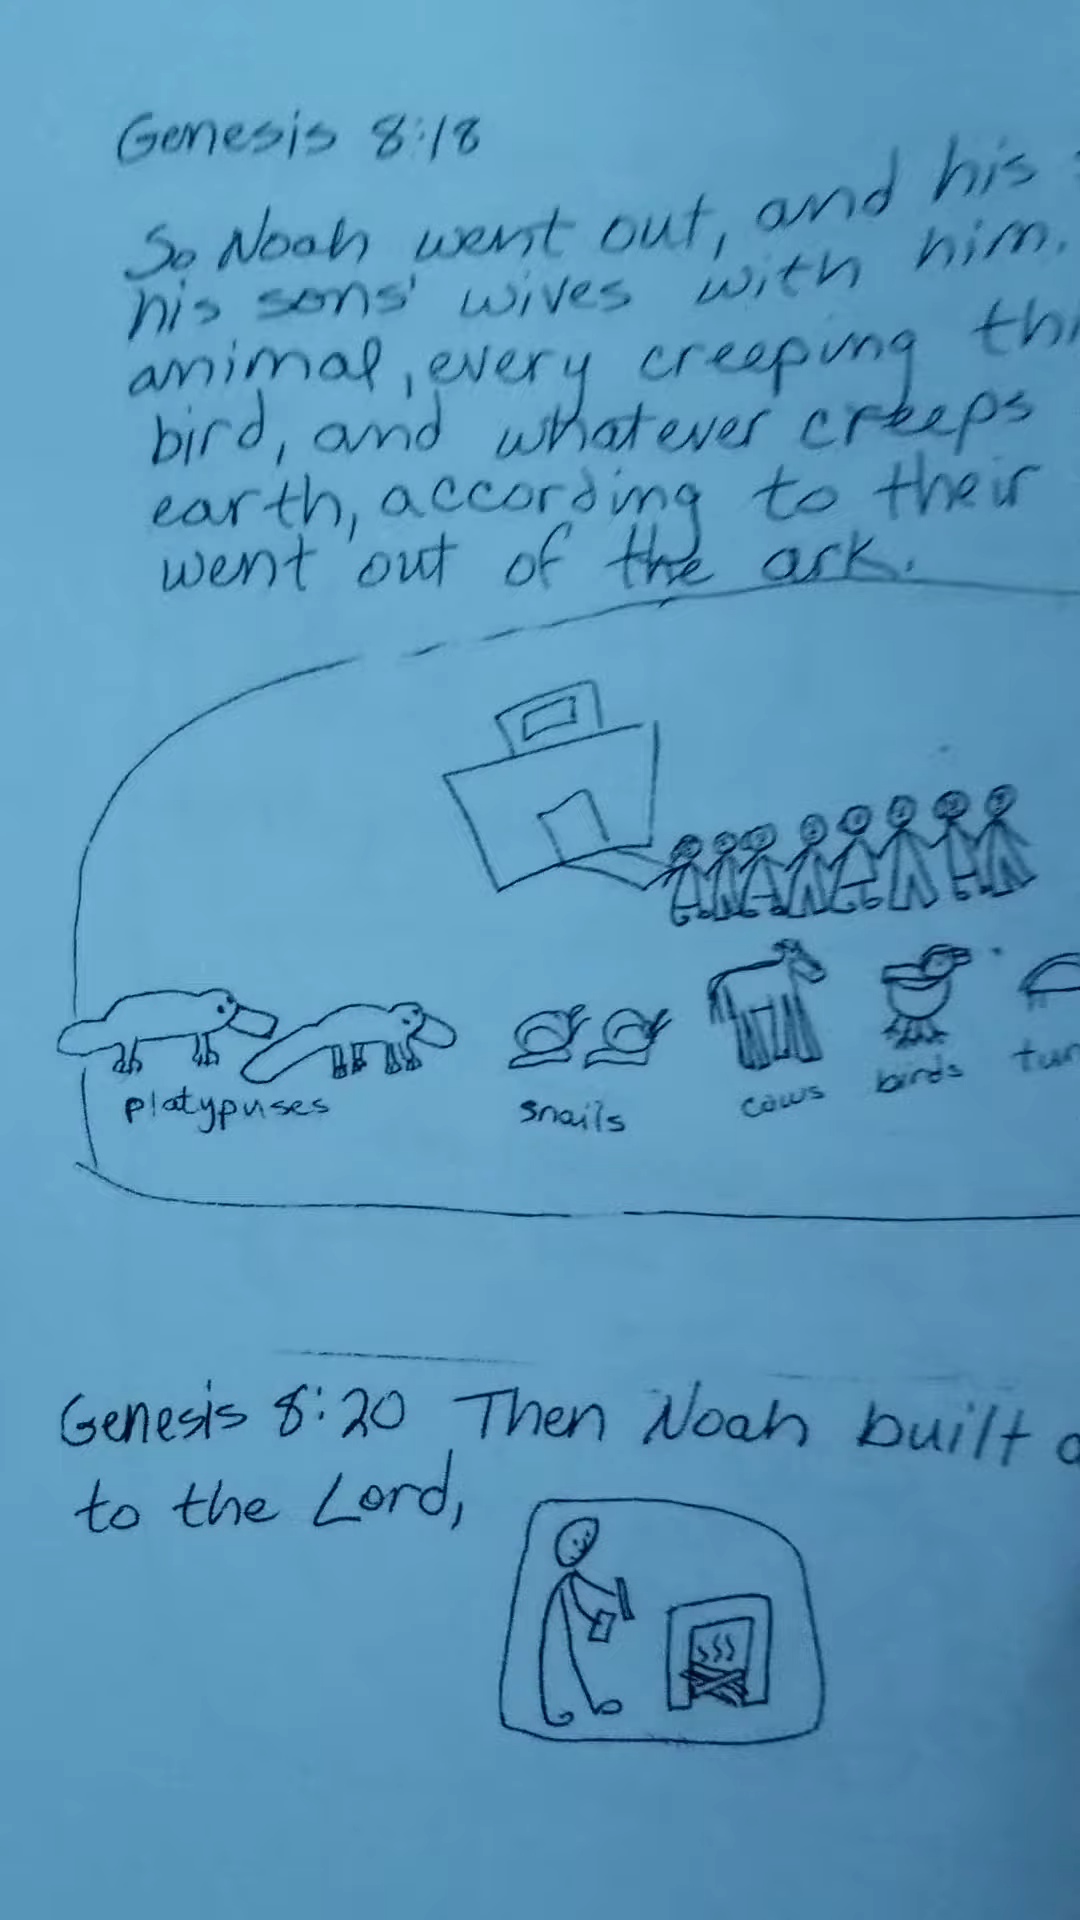 Genesis 8:18
So Noah went out, and his
his sons' wives with him.
animal, every creeping
bird, and whatever creeps
earth, according to their
went out of the ark.
platypuses
snails
cows
birds
Genesis 8:20 Then Noah built
to the Lord,